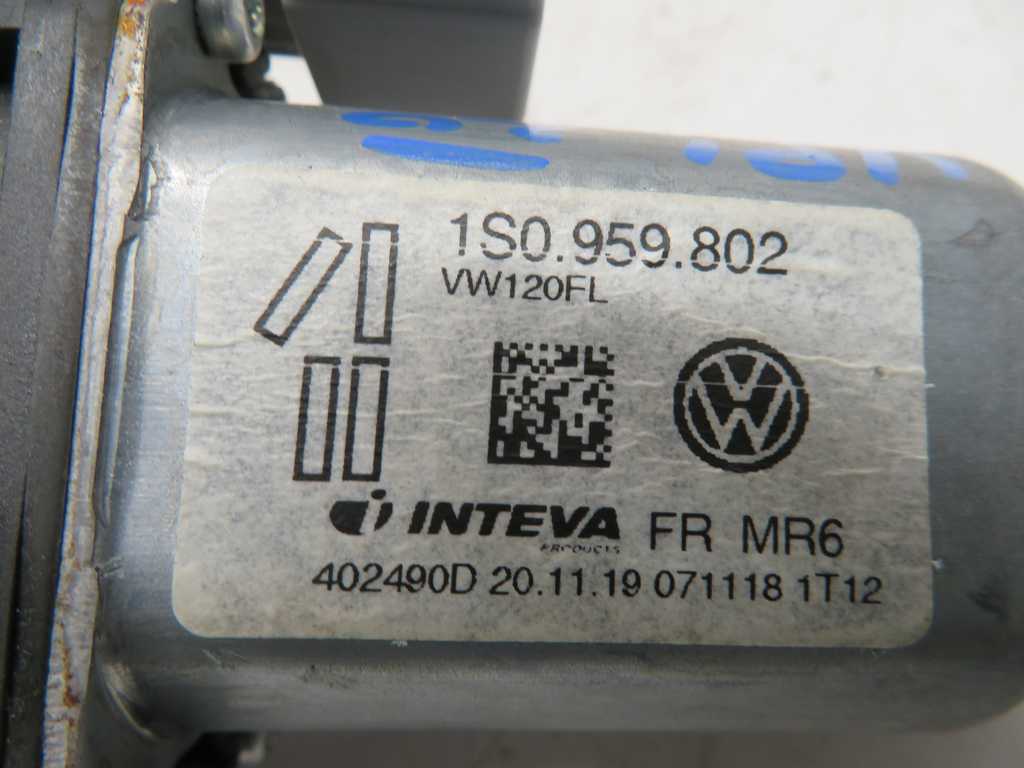 1S0.959.802
VW120FL
INTEVA
PRODUCTS
FR MR6
402490D 20.11.19 071118 1T12